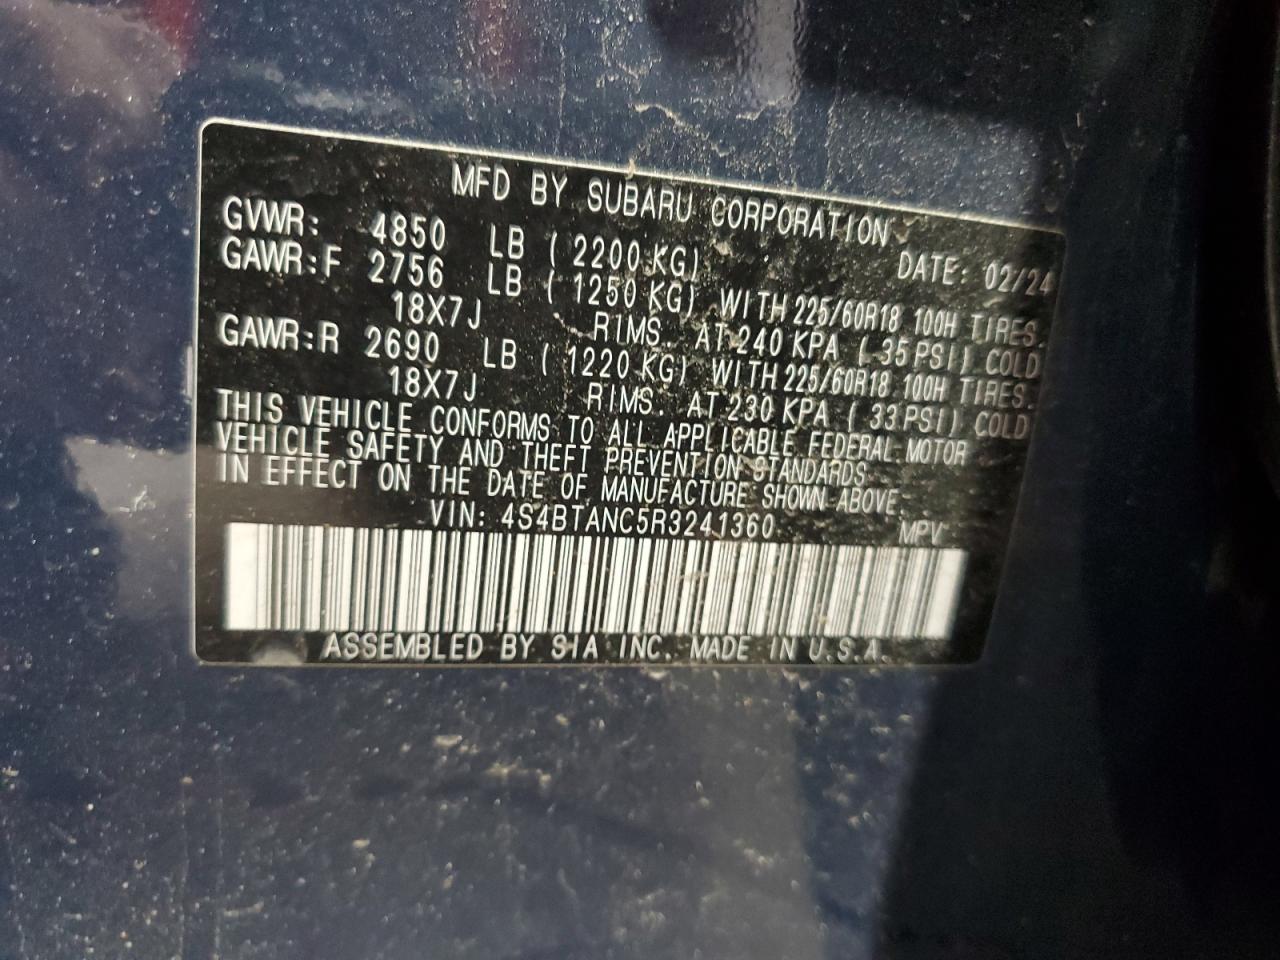 MFD BY SUBARU CORPORATION
GVWR: 4850 LB ( 2200 KG) DATE: 02/24
GAWR:F 2756 LB ( 1250 KG) WITH 225/60R18 100H TIRES.
18X7J RIMS. AT 240 KPA ( 35 PSI) COLD
GAWR:R 2690 LB ( 1220 KG) WITH 225/60R18 100H TIRES.
18X7J RIMS. AT 230 KPA ( 33 PSI) COLD
THIS VEHICLE CONFORMS TO ALL APPLICABLE FEDERAL MOTOR
VEHICLE SAFETY AND THEFT PREVENTION STANDARDS
IN EFFECT ON THE DATE OF MANUFACTURE SHOWN ABOVE.
VIN: 4S4BTANC5R3241360 MPV
ASSEMBLED BY SIA INC. MADE IN U.S.A.